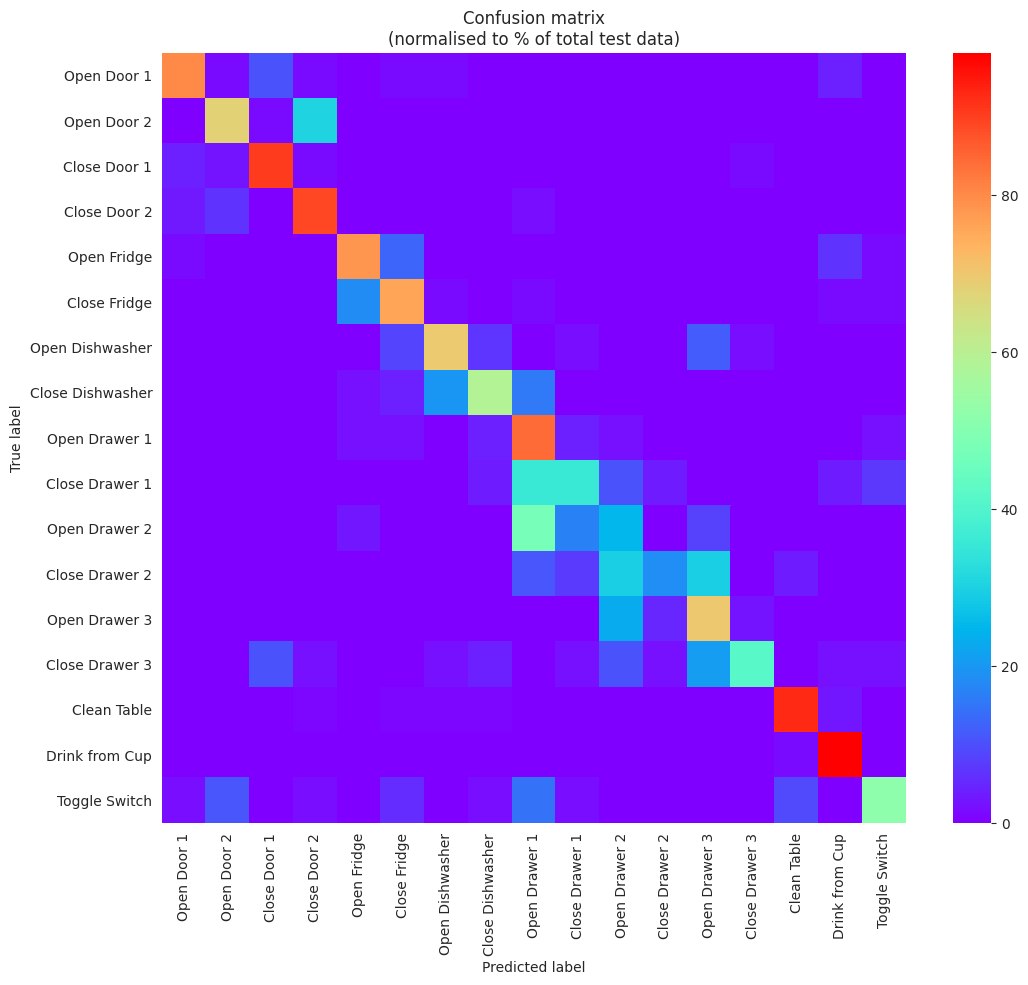 Confusion matrix
(normalised to % of total test data)
True label
Open Door 1
Open Door 2
Close Door 1
Close Door 2
Open Fridge
Close Fridge
Open Dishwasher
Close Dishwasher
Open Drawer 1
Close Drawer 1
Open Drawer 2
Close Drawer 2
Open Drawer 3
Close Drawer 3
Clean Table
Drink from Cup
Toggle Switch
Open Door 1
Open Door 2
Close Door 1
Close Door 2
Open Fridge
Close Fridge
Open Dishwasher
Close Dishwasher
Open Drawer 1
Close Drawer 1
Open Drawer 2
Close Drawer 2
Open Drawer 3
Close Drawer 3
Clean Table
Drink from Cup
Toggle Switch
Predicted label
80
60
40
20
0